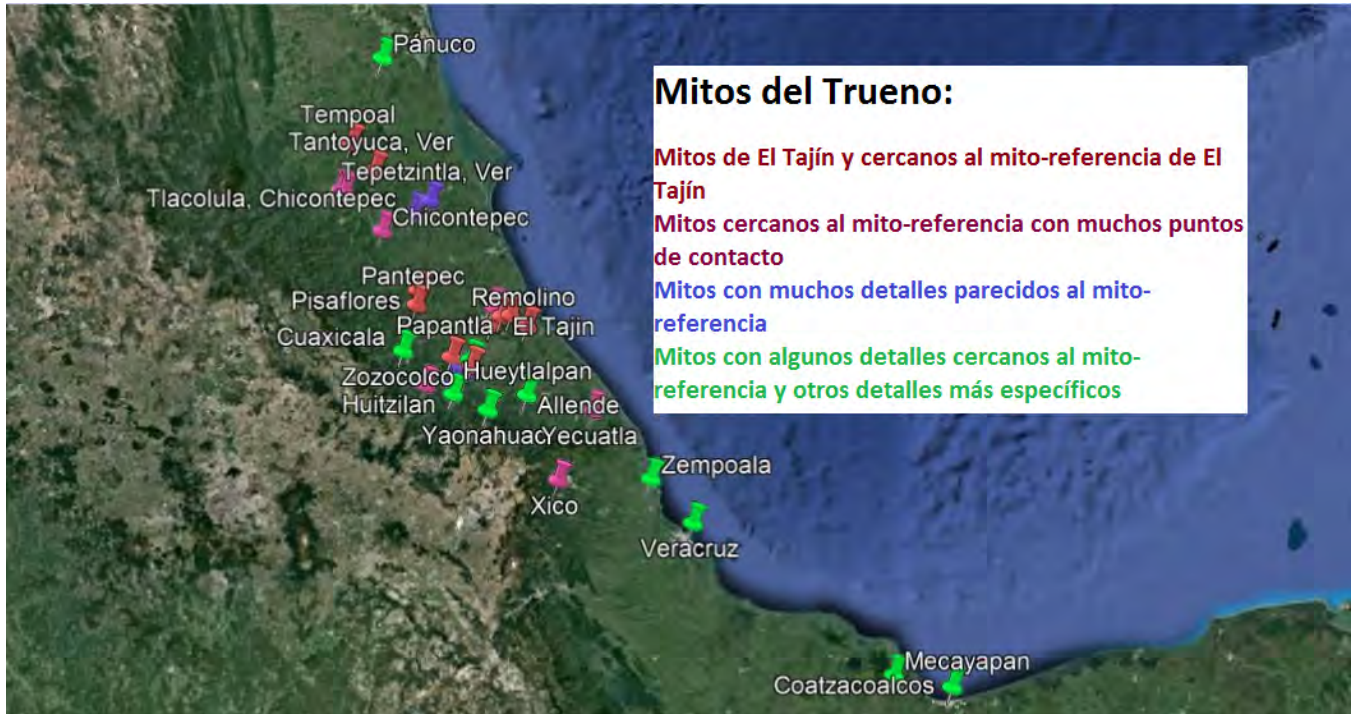 Pánuco
Mitos del Trueno:
Tempoal
Tantoyuca, Ver
Mitos de El Tajín y cercanos al mito-referencia de El
Tajín
Tepetzintla, Ver
Tlacolula, Chicontepec
Chicontepec
Mitos cercanos al mito-referencia con muchos puntos
de contacto
Mitos con muchos detalles parecidos al mito-
referencia
Mitos con algunos detalles cercanos al mito-
referencia y otros detalles más específicos
Pantepec
Pisaflores
Remolino
Cuaxicala
Papantla
El Tajin
Zozocolco
Hueytlalpan
Huitzilan
Allende
Yaonahuac
Yecuatla
Zempoala
Xico
Veracruz
Mecayapan
Coatzacoalcos